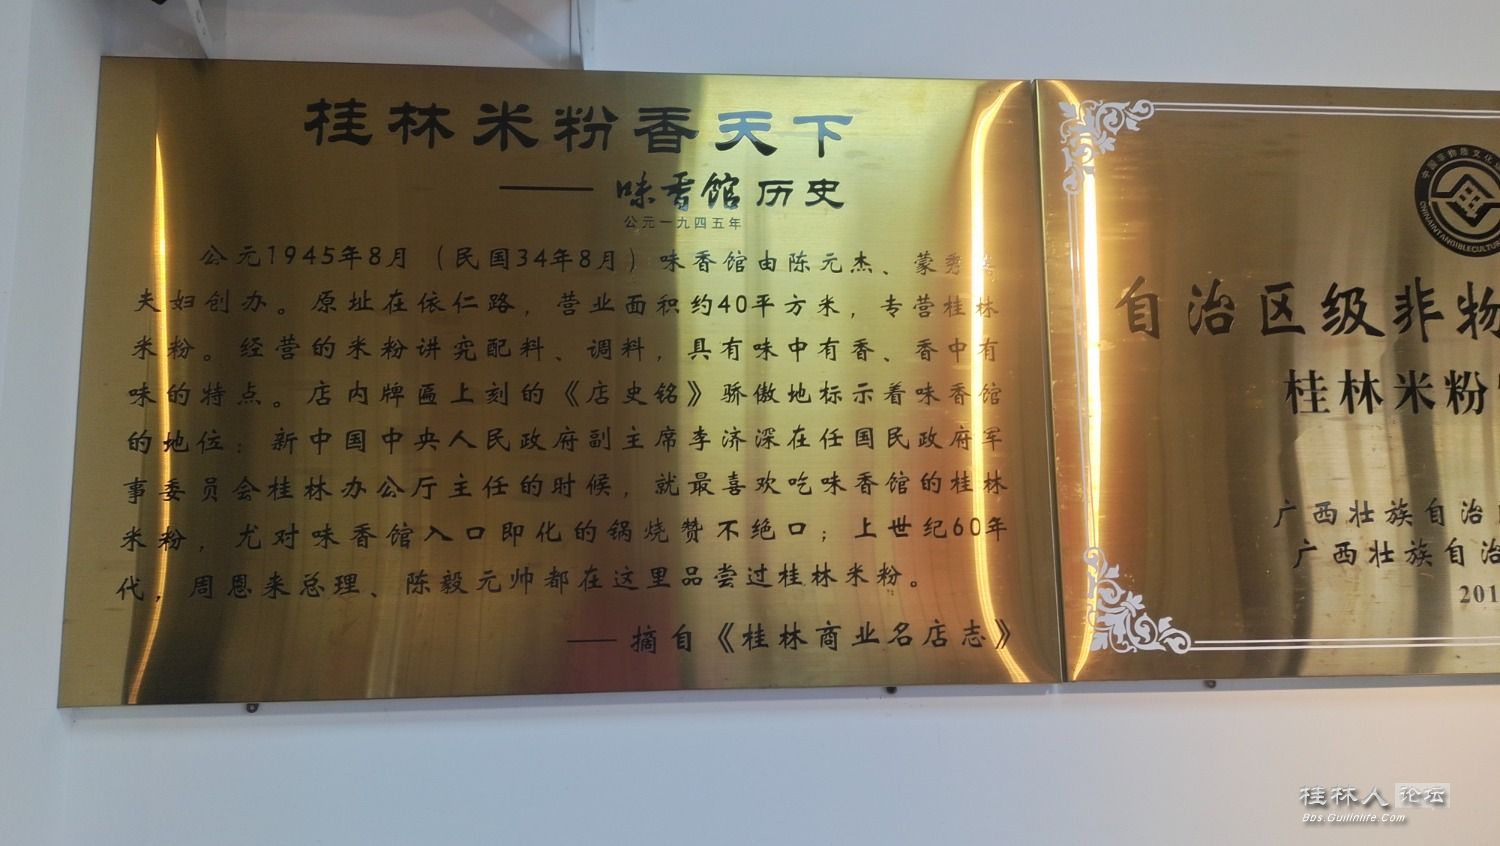 桂林米粉香天下
——味香馆历史
公元一九四五年
公元1945年8月（民国34年8月）味香馆由陈元杰、蒙秀
夫妇创办。原址在依仁路，营业面积约40平方米，专营桂林
米粉。经营的米粉讲究配料、调料，具有味中有香、香中有
味的特点。店内牌匾上刻的《店史铭》骄傲地标示着味香馆
的地位：新中国中央人民政府副主席李济深在任国民政府军
事委员会桂林办公厅主任的时候，就最喜欢吃味香馆的桂林
米粉，尤对味香馆入口即化的锅烧赞不绝口；上世纪60年
代，周恩来总理、陈毅元帅都在这里品尝过桂林米粉。
——摘自《桂林商业名店志》
中国非物质文化
CHINA INTANGIBLE CULTUR
自治区级非物
桂林米粉
广西壮族自治
广西壮族自治
201
桂林人论坛
Bbs.Guilinlife.Com